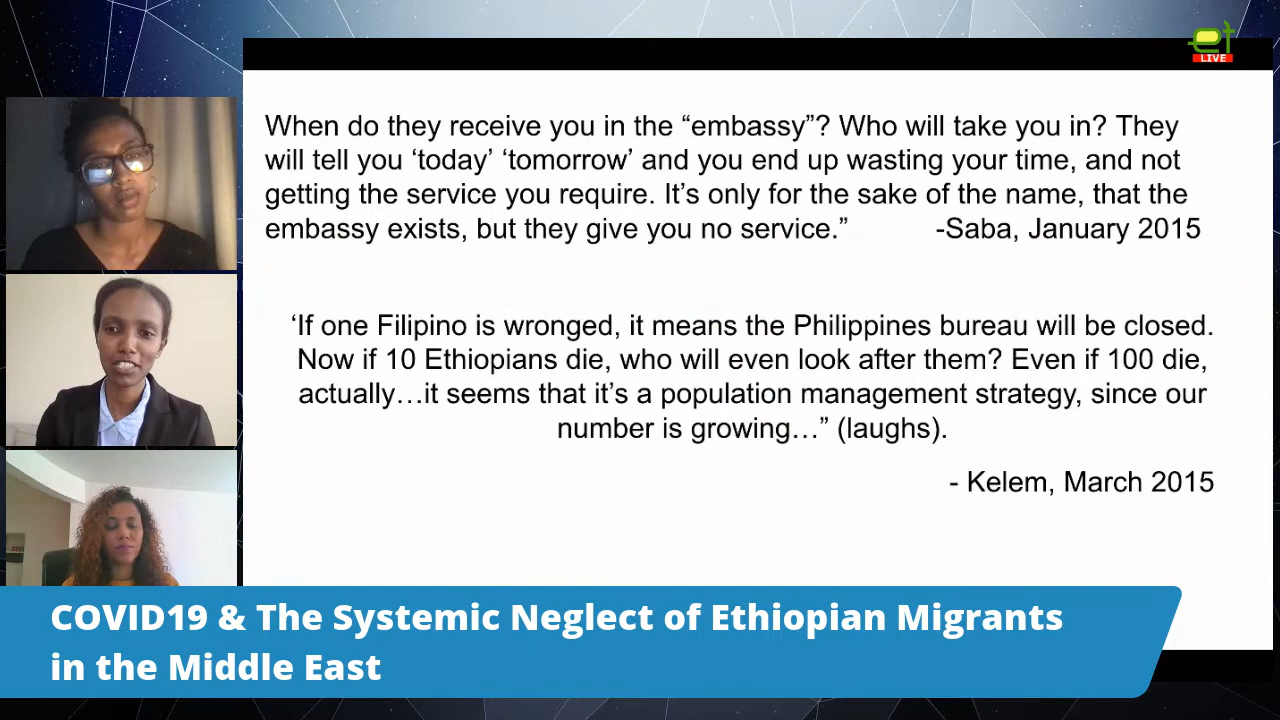 et
LIVE
When do they receive you in the “embassy”? Who will take you in? They
will tell you ‘today’ ‘tomorrow’ and you end up wasting your time, and not
getting the service you require. It’s only for the sake of the name, that the
embassy exists, but they give you no service.” -Saba, January 2015
‘If one Filipino is wronged, it means the Philippines bureau will be closed.
Now if 10 Ethiopians die, who will even look after them? Even if 100 die,
actually…it seems that it’s a population management strategy, since our
number is growing…” (laughs).
- Kelem, March 2015
COVID19 & The Systemic Neglect of Ethiopian Migrants
in the Middle East